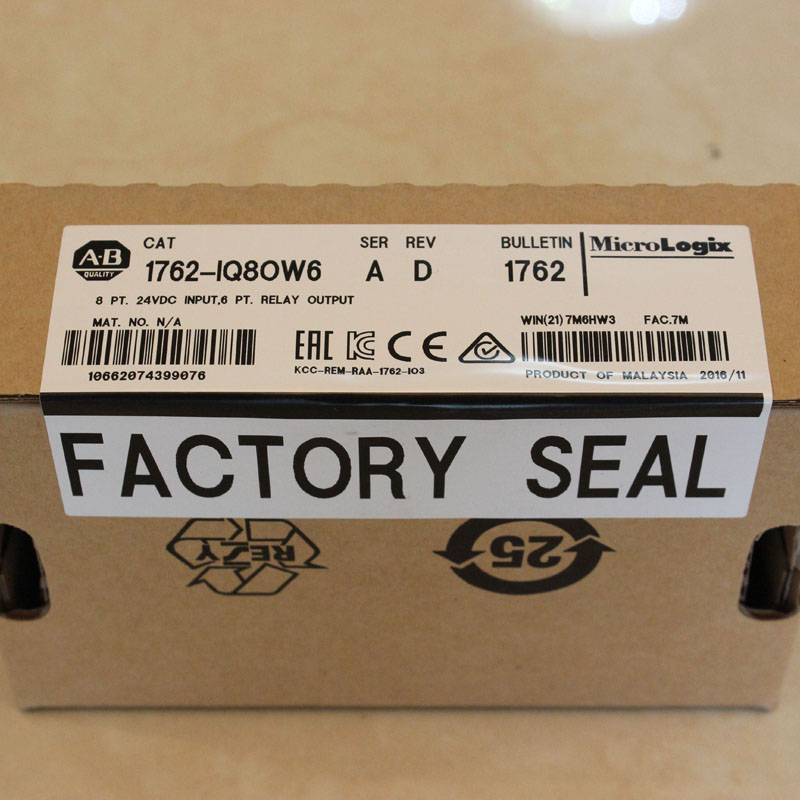 A-B
QUALITY
CAT
1762-IQ8OW6
SER
A
REV
D
BULLETIN
1762
MicroLogix
8 PT. 24VDC INPUT,6 PT. RELAY OUTPUT
MAT. NO. N/A
10662074399076
EAC KC CE
KCC-REM-RAA-1762-IO3
WIN(21) 7M6HW3 FAC.7M
PRODUCT OF MALAYSIA 2016/11
FACTORY SEAL
RESY
25